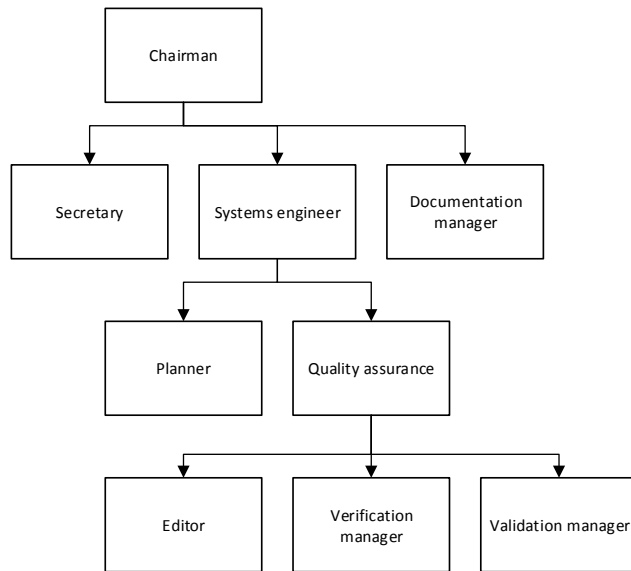 Chairman
Secretary
Systems engineer
Documentation
manager
Planner
Quality assurance
Editor
Verification
manager
Validation manager